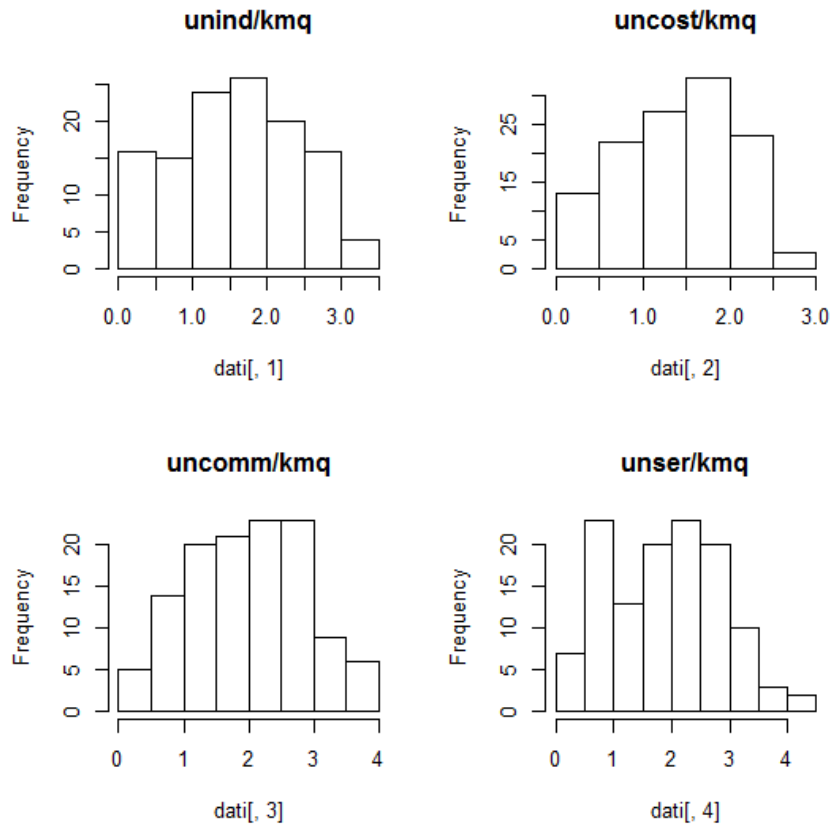 unind/kmq
Frequency
0 5 10 20
0.0 1.0 2.0 3.0
dati[, 1]
uncost/kmq
Frequency
0 5 15 25
0.0 1.0 2.0 3.0
dati[, 2]
uncomm/kmq
Frequency
0 5 10 15 20
0 1 2 3 4
dati[, 3]
unser/kmq
Frequency
0 5 10 15 20
0 1 2 3 4
dati[, 4]